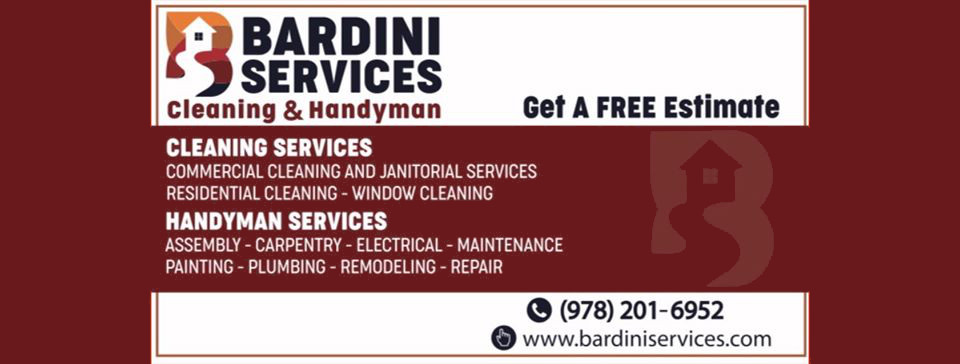 BARDINI
SERVICES
Cleaning & Handyman
Get A FREE Estimate
CLEANING SERVICES
COMMERCIAL CLEANING AND JANITORIAL SERVICES
RESIDENTIAL CLEANING - WINDOW CLEANING
HANDYMAN SERVICES
ASSEMBLY - CARPENTRY - ELECTRICAL - MAINTENANCE
PAINTING - PLUMBING - REMODELING - REPAIR
(978) 201-6952
www.bardiniservices.com